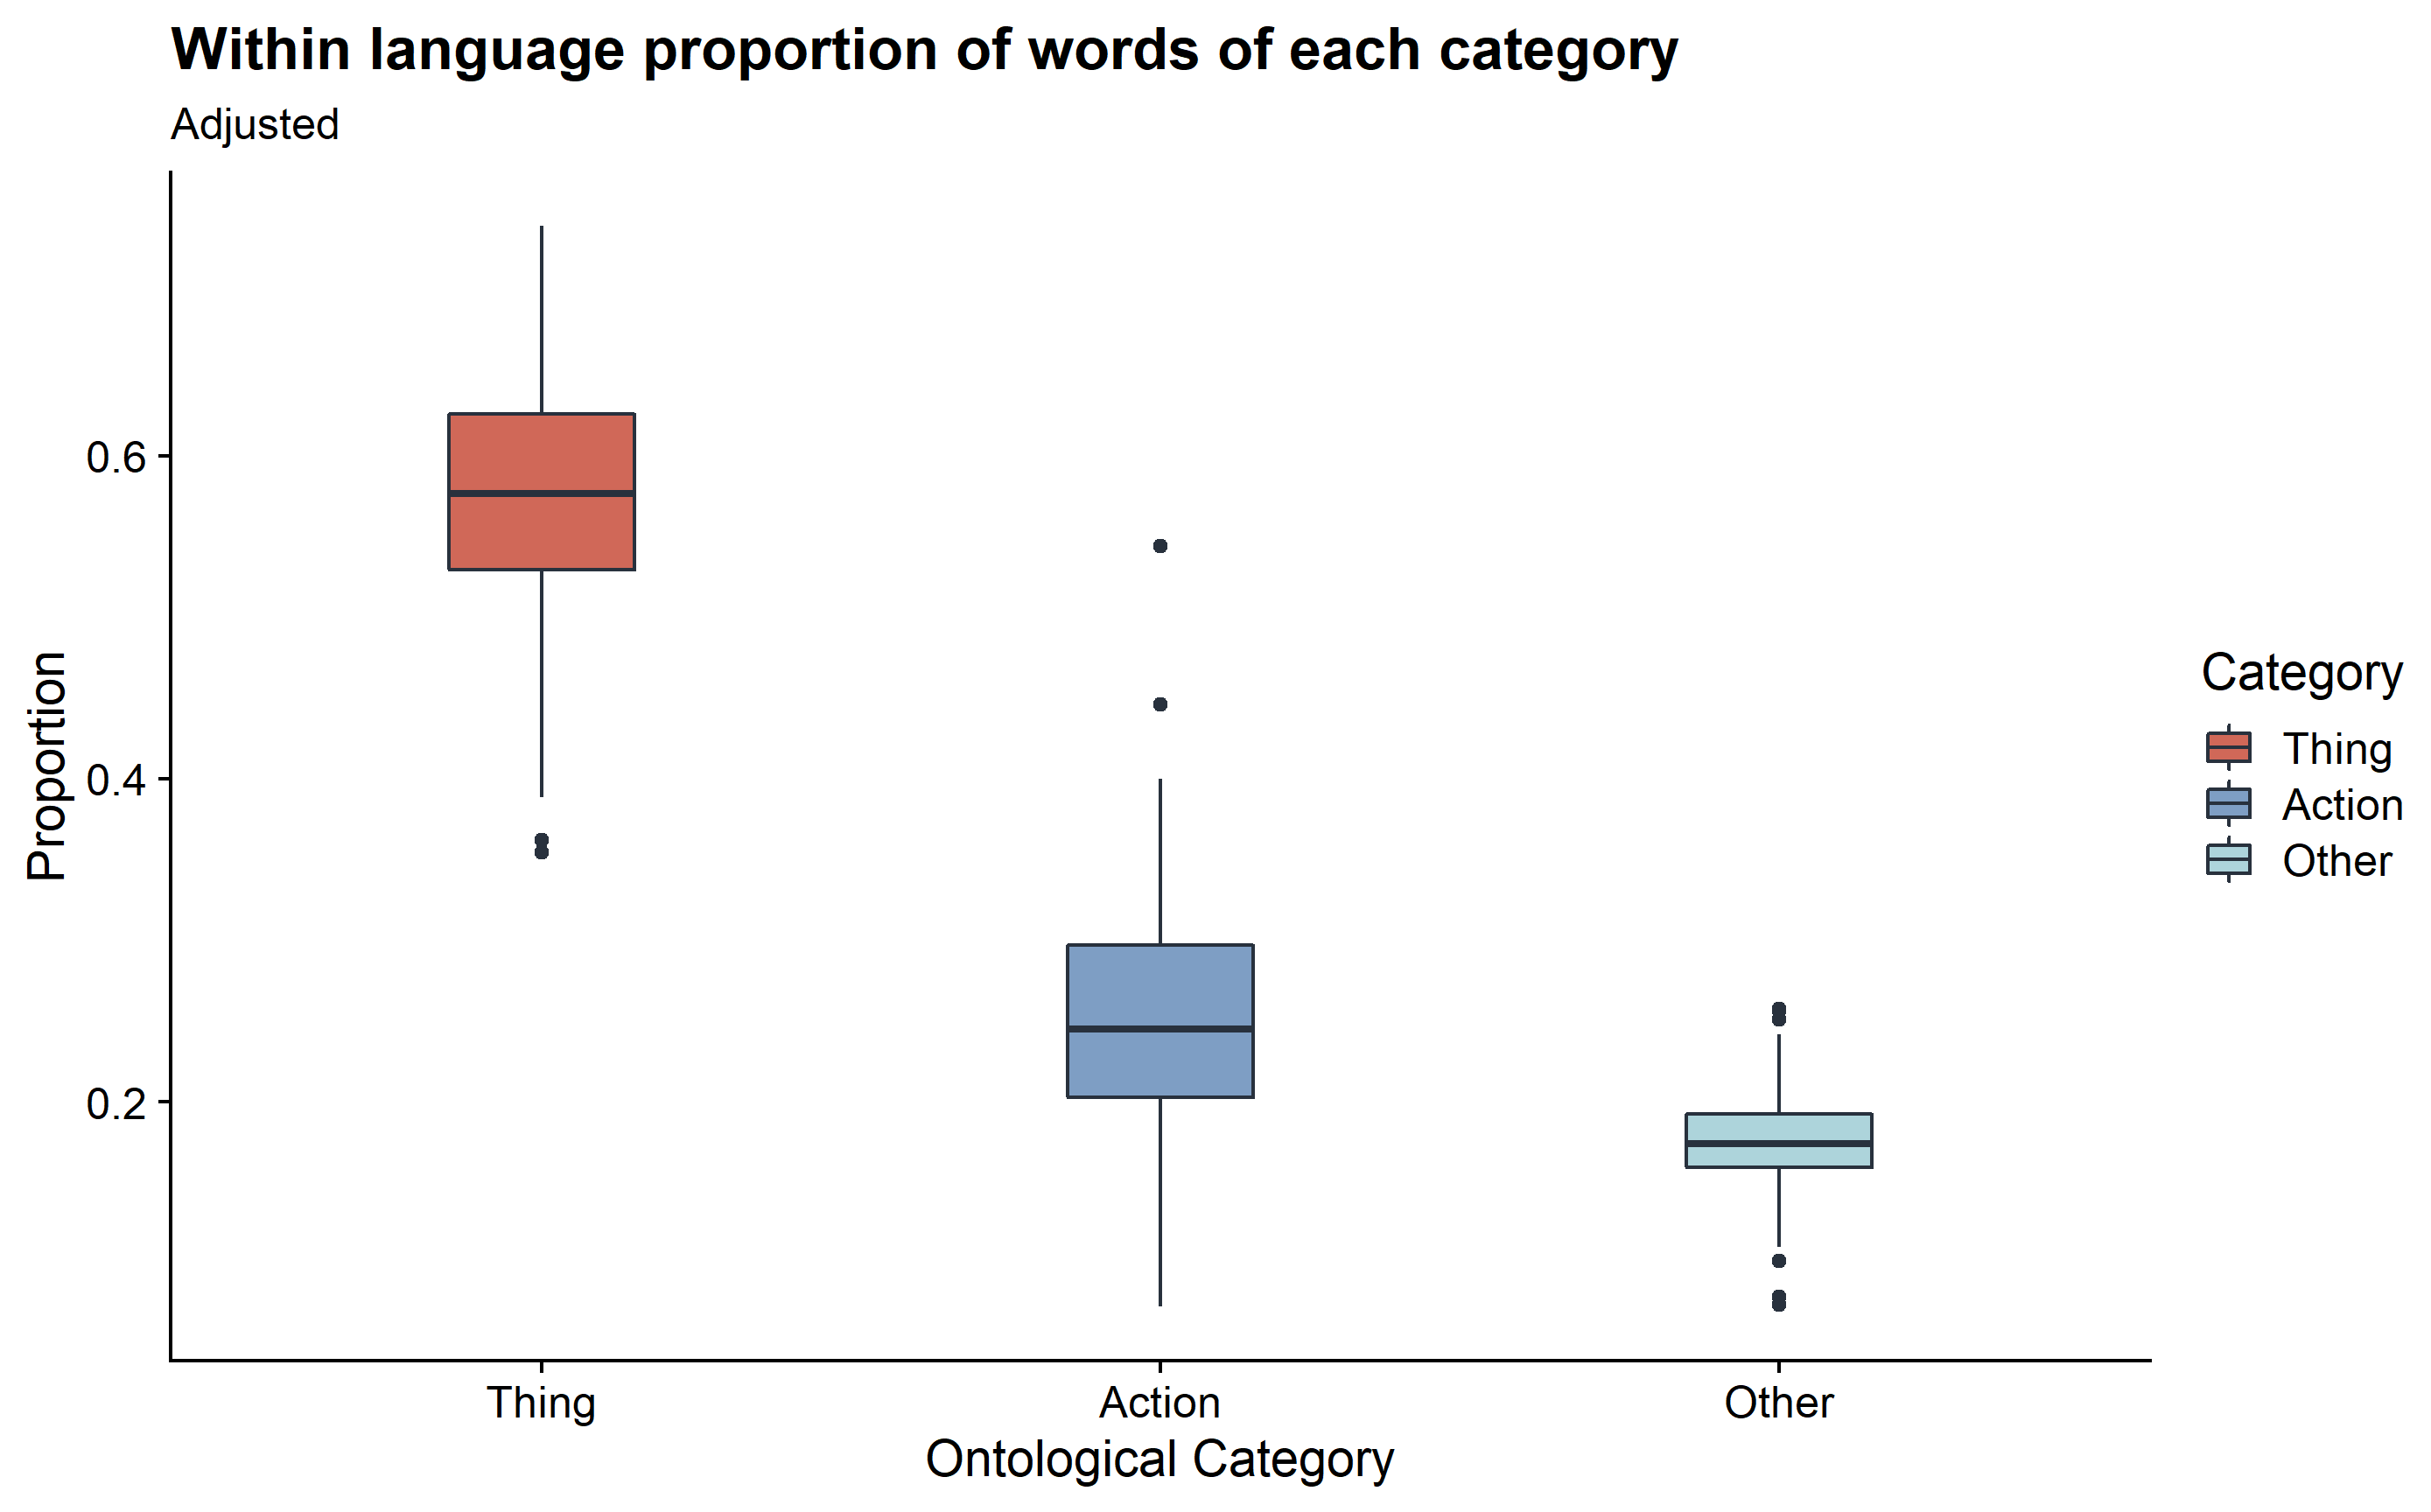 Within language proportion of words of each category
Adjusted
Proportion
0.6
0.4
0.2
Thing
Action
Other
Ontological Category
Category
Thing
Action
Other